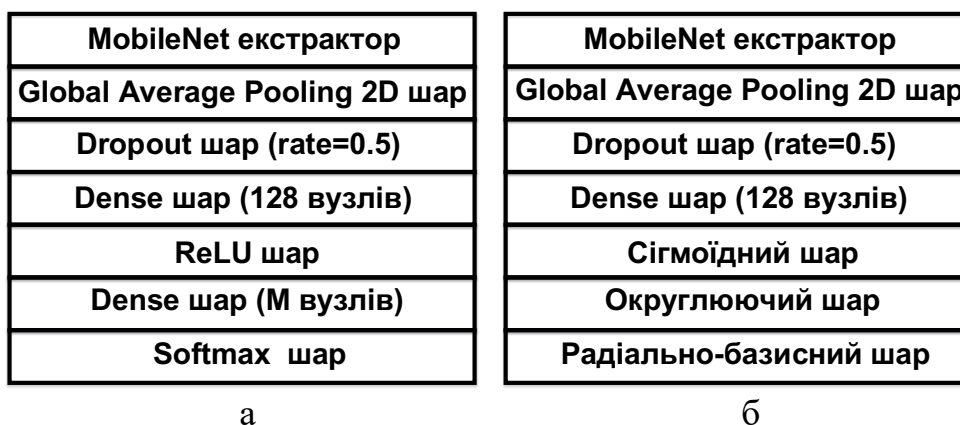 MobileNet екстрактор
Global Average Pooling 2D шар
Dropout шар (rate=0.5)
Dense шар (128 вузлів)
ReLU шар
Dense шар (M вузлів)
Softmax шар
а
MobileNet екстрактор
Global Average Pooling 2D шар
Dropout шар (rate=0.5)
Dense шар (128 вузлів)
Сігмоїдний шар
Округлюючий шар
Радіально-базисний шар
б